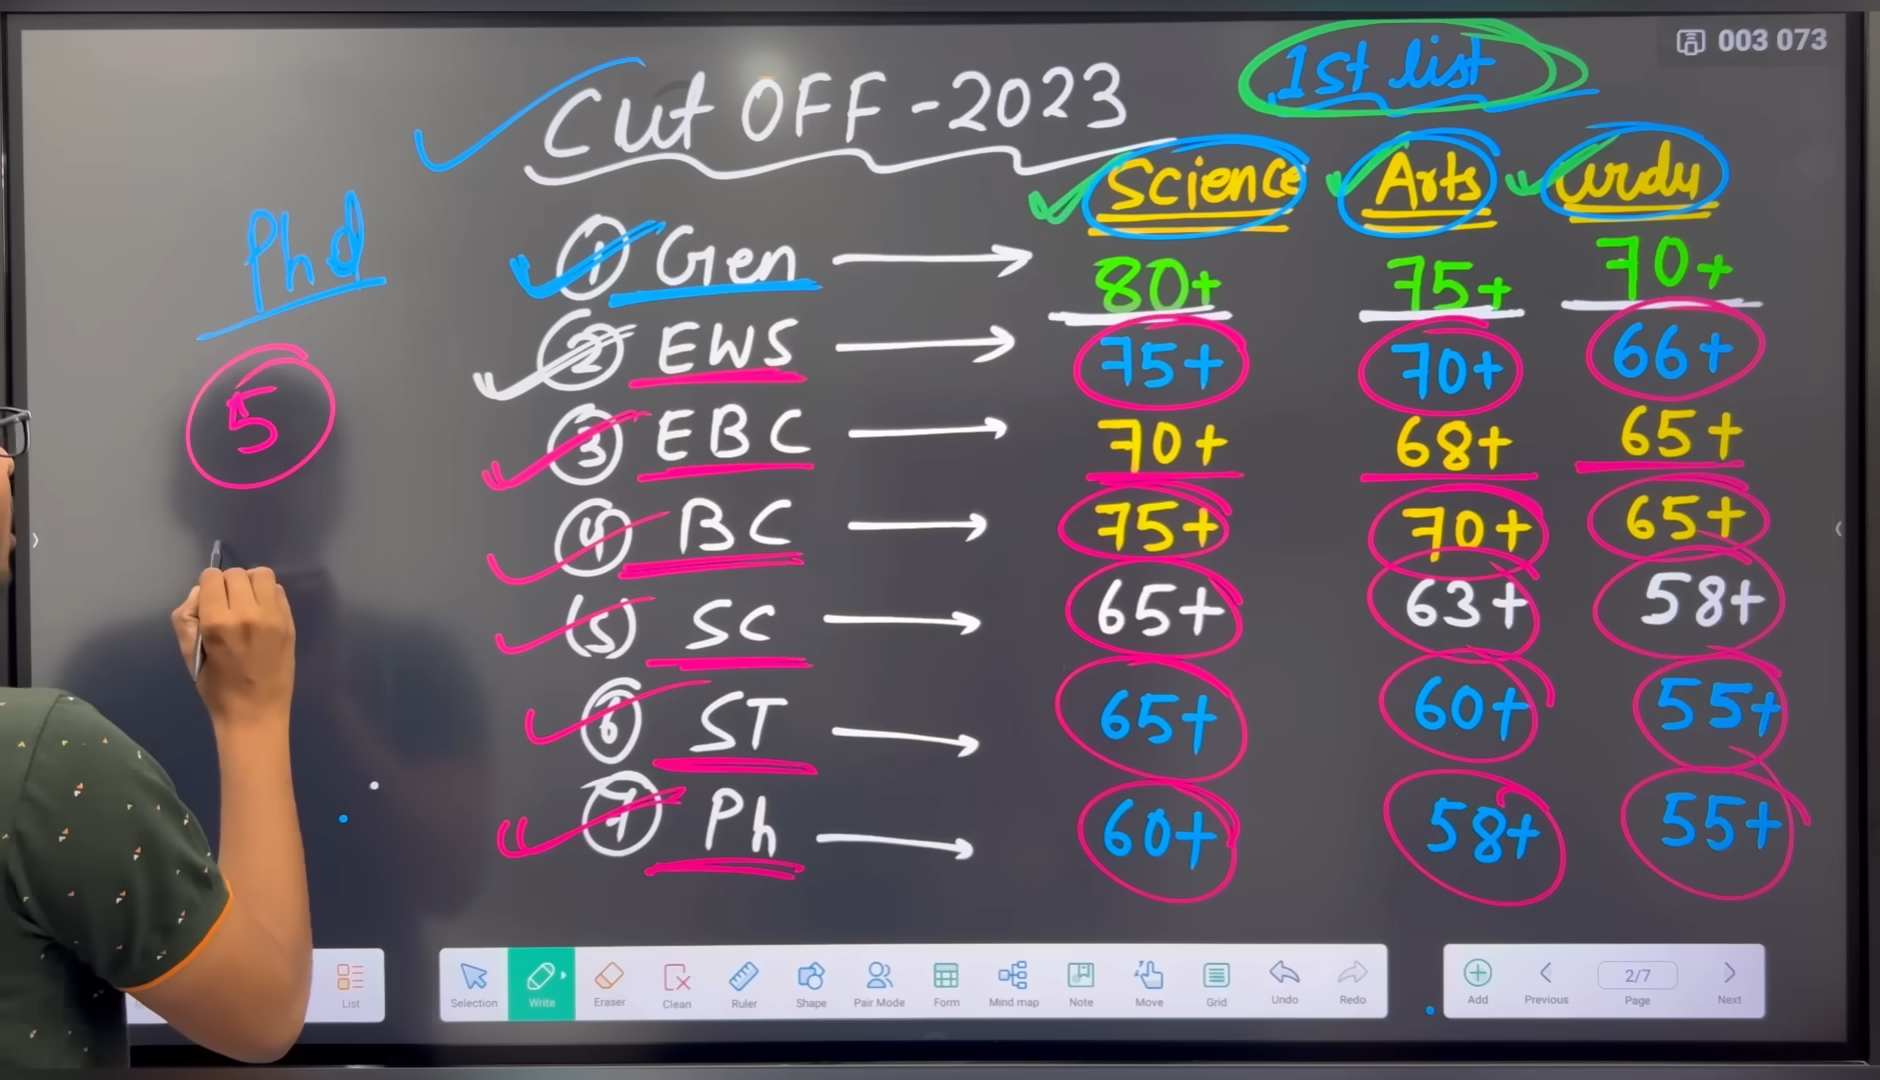 1st list
003 073
Cut OFF - 2023
Science Arts Urdu
Phd
5
① Gen → 80+ 75+ 70+
② EWS → 75+ 70+ 66+
③ EBC → 70+ 68+ 65+
④ BC → 75+ 70+ 65+
(5) SC → 65+ 63+ 58+
⑥ ST → 65+ 60+ 55+
⑦ Ph → 60+ 58+ 55+
List
Selection Write Eraser Clean Ruler Shape Pair Mode Form Mind map Note Move Grid Undo Redo
Add Previous 2/7 Page Next